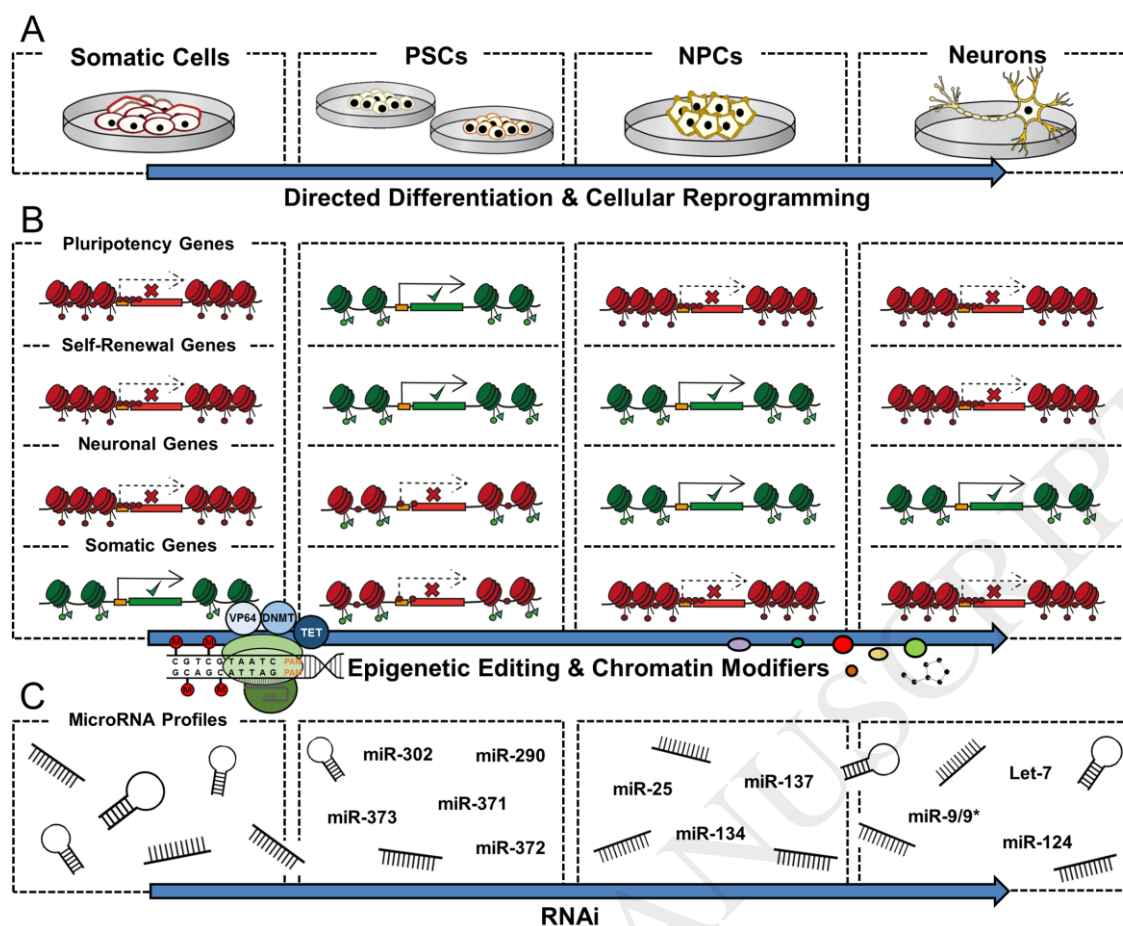 A
Somatic Cells
PSCs
NPCs
Neurons
Directed Differentiation & Cellular Reprogramming
B
Pluripotency Genes
Self-Renewal Genes
Neuronal Genes
Somatic Genes
VP64
DNMT
TET
M M
CGTCGTAATC PAM
GCAGCATTAG PAM
M M
Epigenetic Editing & Chromatin Modifiers
C
MicroRNA Profiles
miR-302
miR-290
miR-373
miR-371
miR-372
miR-25
miR-137
miR-134
Let-7
miR-9/9*
miR-124
RNAi
MANUSCRIPT